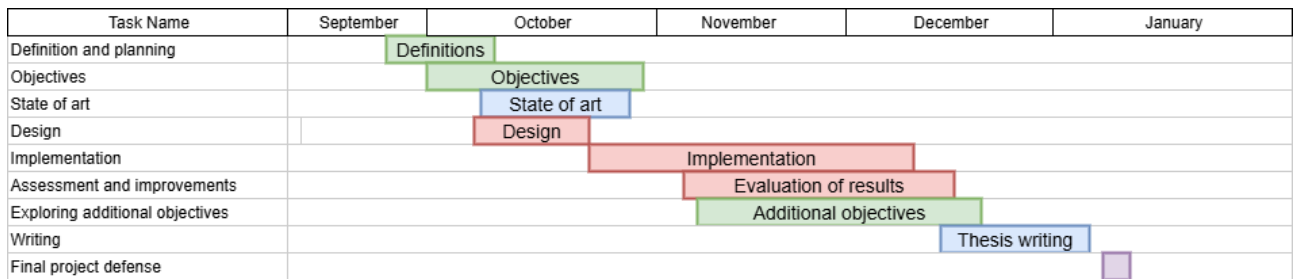 Task Name September October November December January
Definition and planning Definitions
Objectives Objectives
State of art State of art
Design Design
Implementation Implementation
Assessment and improvements Evaluation of results
Exploring additional objectives Additional objectives
Writing Thesis writing
Final project defense